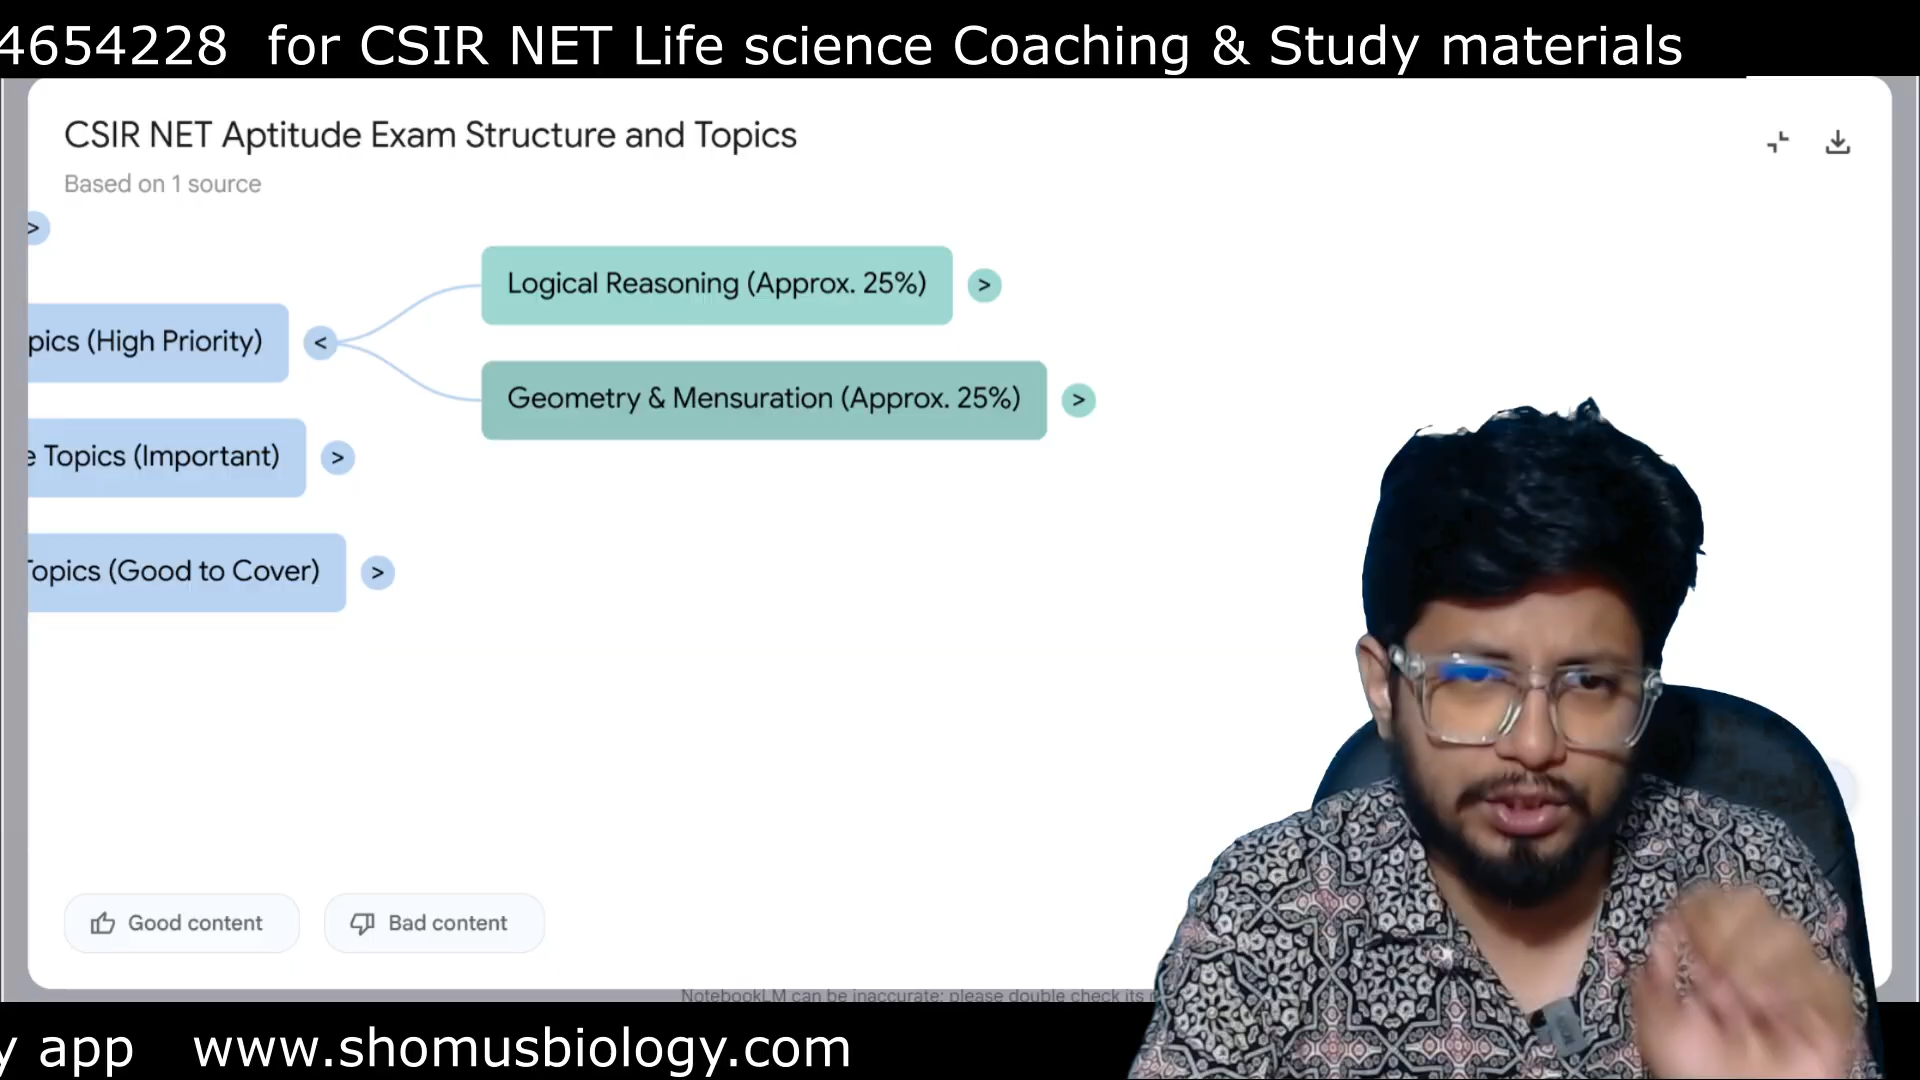 4654228 for CSIR NET Life science Coaching & Study materials
CSIR NET Aptitude Exam Structure and Topics
Based on 1 source
>
Logical Reasoning (Approx. 25%) >
pics (High Priority) <
Geometry & Mensuration (Approx. 25%) >
e Topics (Important) >
Topics (Good to Cover) >
Good content
Bad content
NotebookLM can be inaccurate; please double check its
y app www.shomusbiology.com